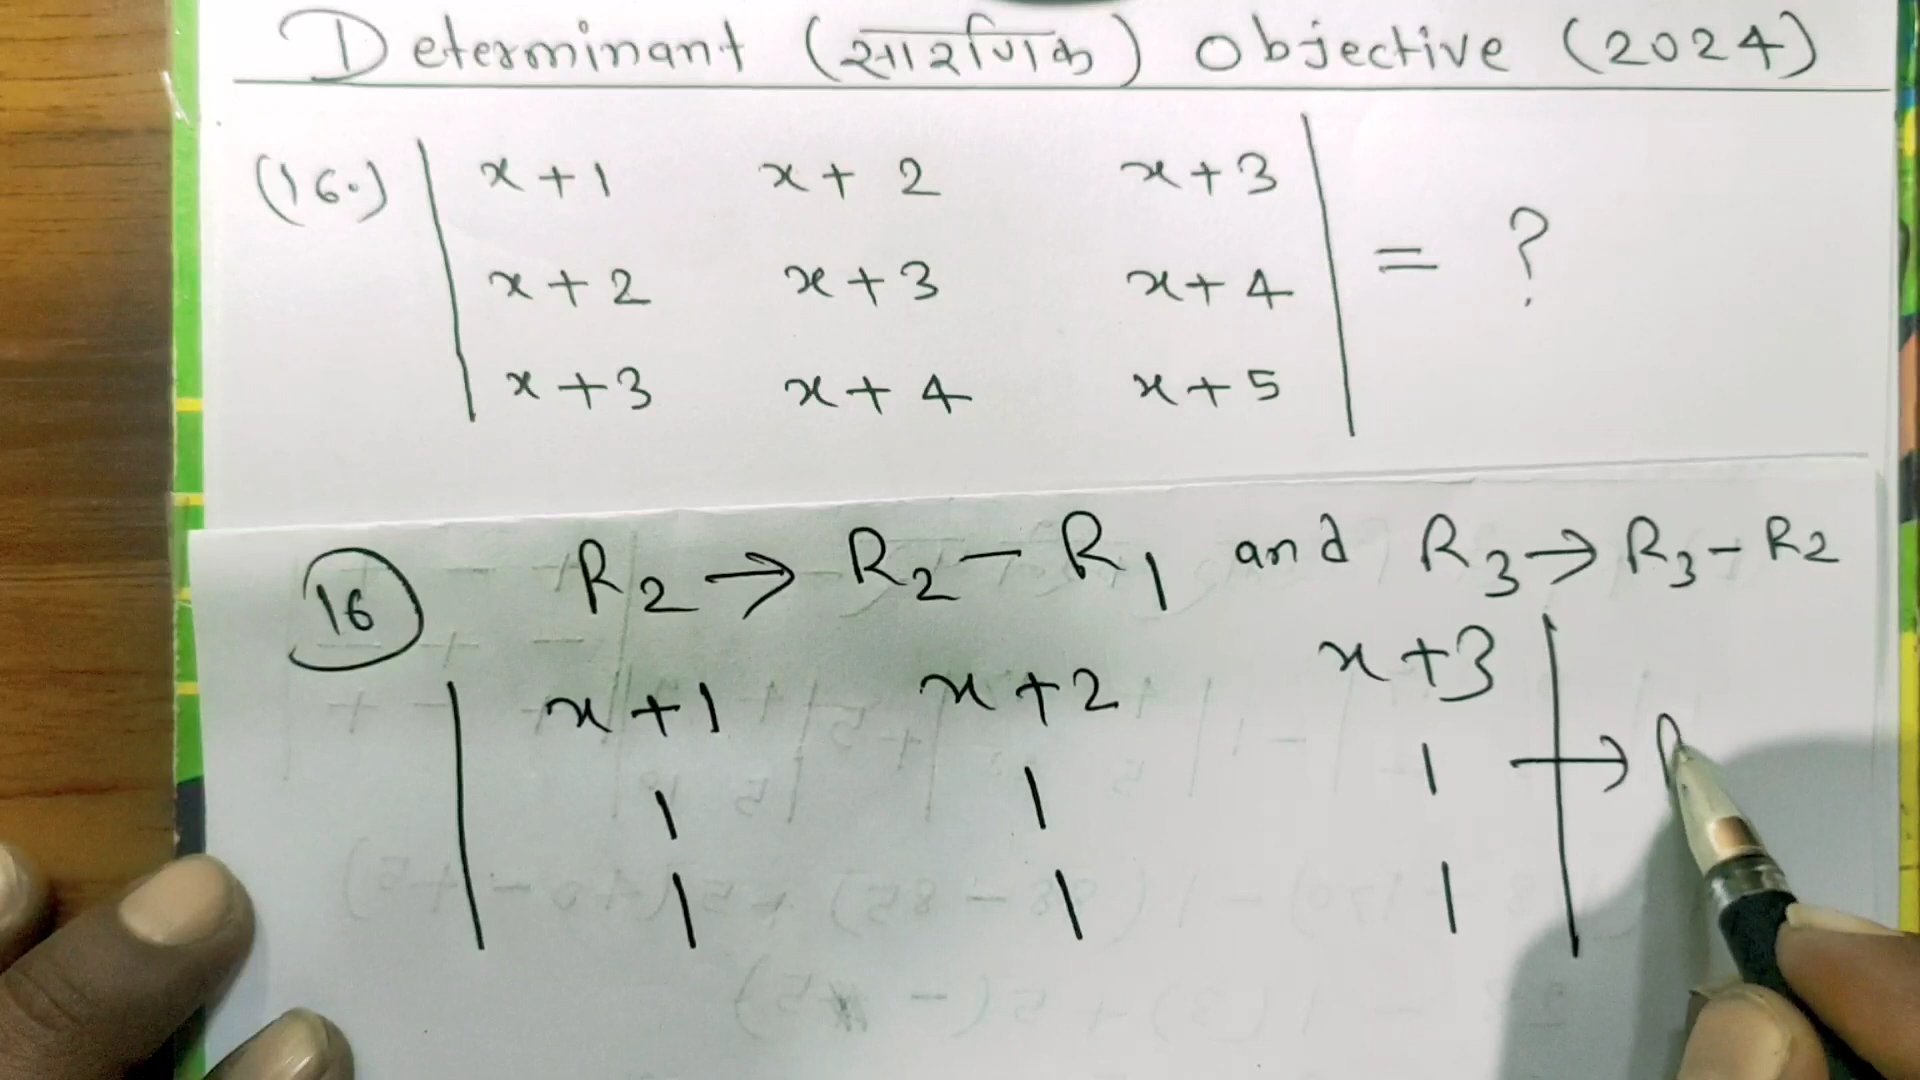 Determinant (सारणिक) Objective (2024)
(16.) | x+1 x+2 x+3 |
| x+2 x+3 x+4 | = ?
| x+3 x+4 x+5 |
16 R2 → R2 - R1 and R3 → R3 - R2
| x+1 x+2 x+3 |
| 1 1 1 | →
| 1 1 1 |